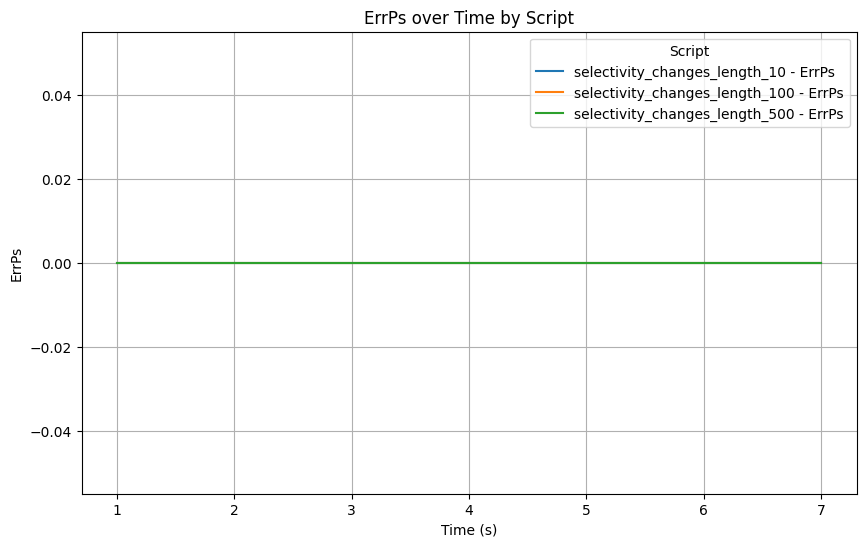 ErrPs over Time by Script
Script
selectivity_changes_length_10 - ErrPs
selectivity_changes_length_100 - ErrPs
selectivity_changes_length_500 - ErrPs
ErrPs
0.04
0.02
0.00
−0.02
−0.04
1 2 3 4 5 6 7
Time (s)